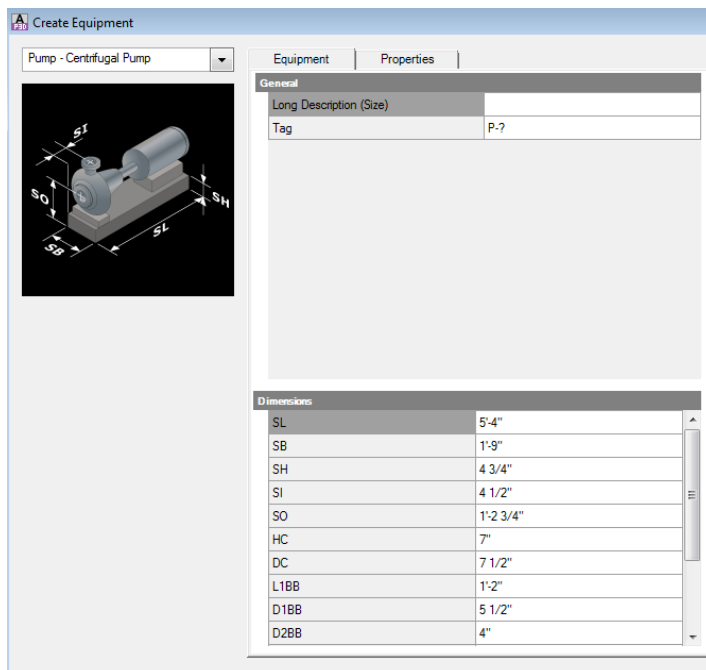 A P3D Create Equipment
Pump - Centrifugal Pump
Equipment Properties
General
Long Description (Size)
Tag P-?
SI
SO
SH
SL
SB
Dimensions
SL 5'-4"
SB 1'-9"
SH 4 3/4"
SI 4 1/2"
SO 1'-2 3/4"
HC 7"
DC 7 1/2"
L1BB 1'-2"
D1BB 5 1/2"
D2BB 4"